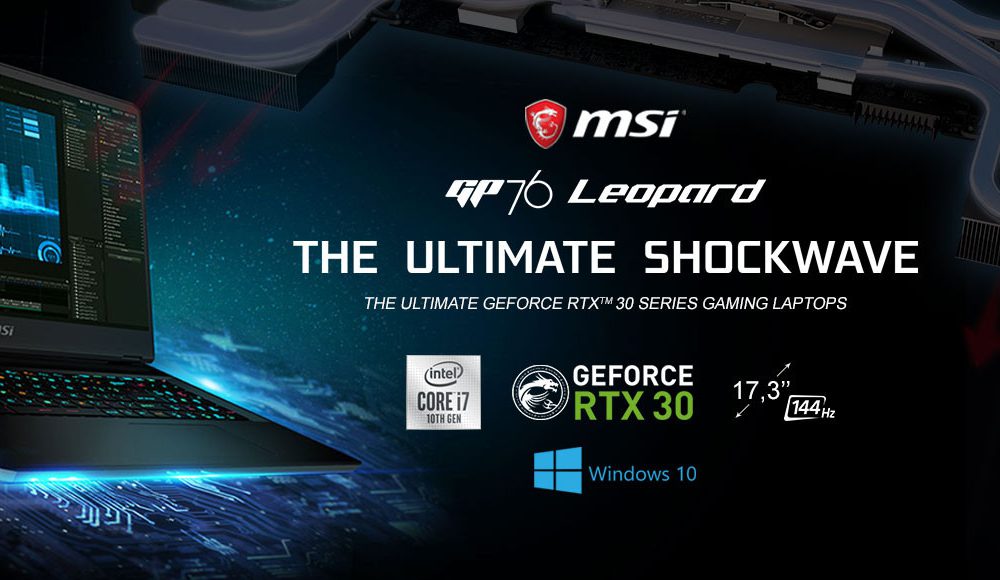 msi
GP76 Leopard
THE ULTIMATE SHOCKWAVE
THE ULTIMATE GEFORCE RTX™ 30 SERIES GAMING LAPTOPS
intel
CORE i7
10TH GEN
GEFORCE
RTX 30
17,3”
144Hz
Windows 10